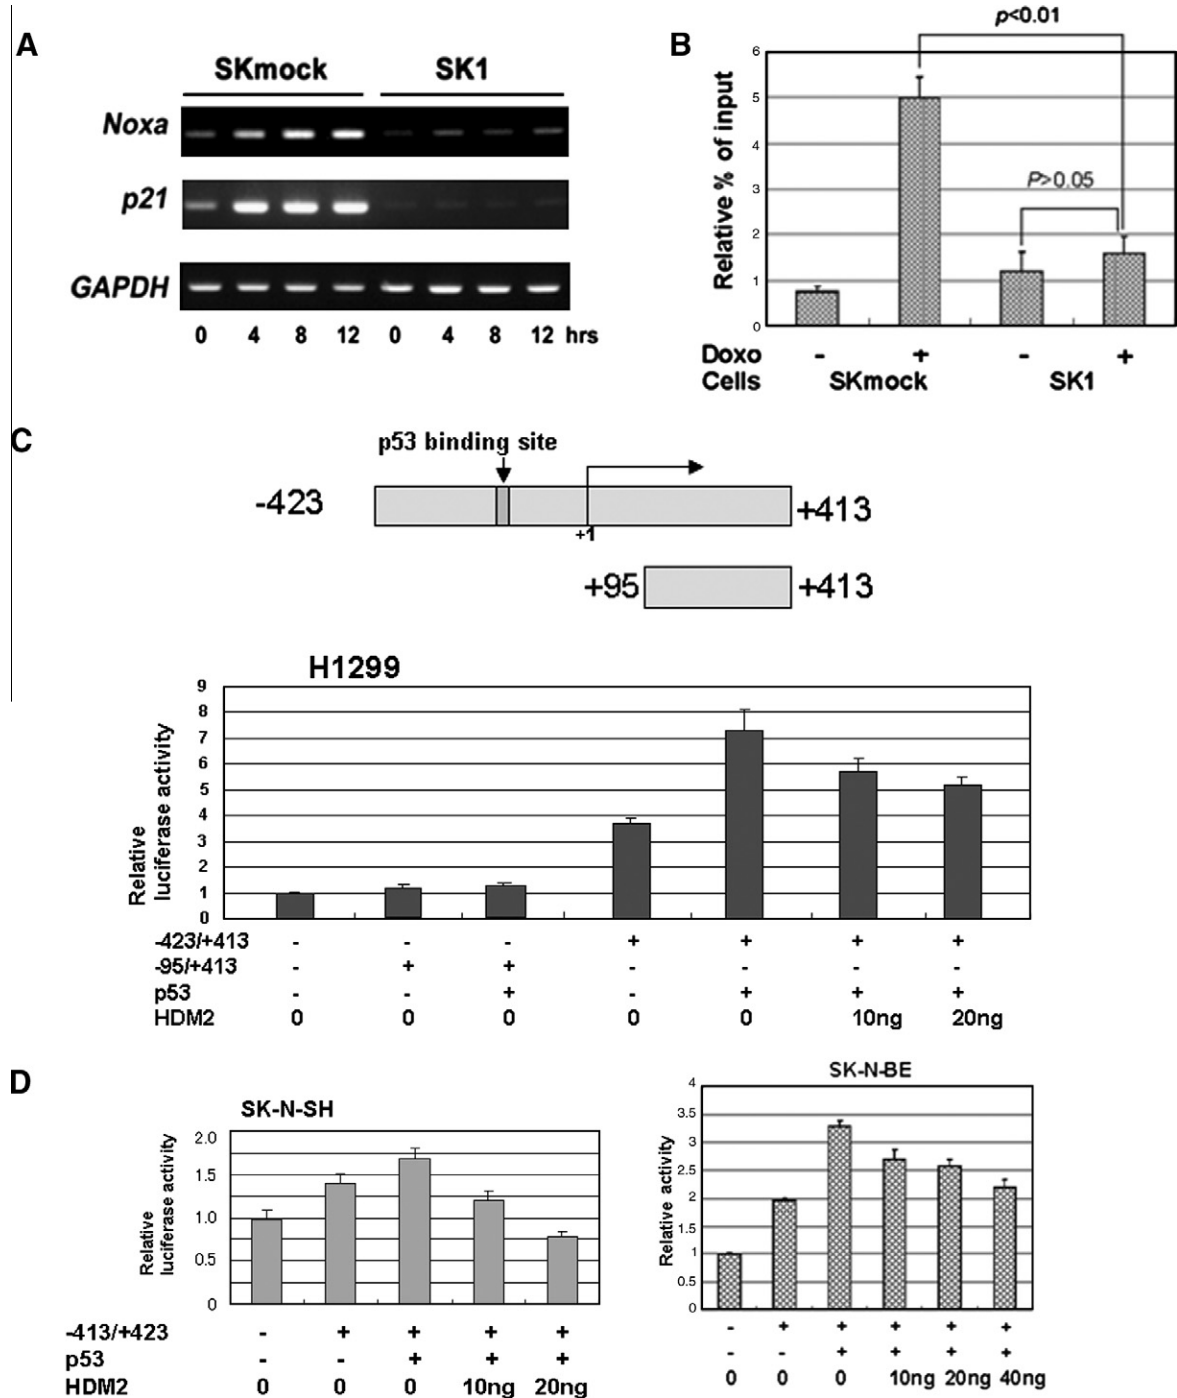 A
SKmock SK1
Noxa
p21
GAPDH
0 4 8 12 0 4 8 12 hrs
B
p<0.01
P>0.05
Relative % of input
6
5
4
3
2
1
0
Doxo - + - +
Cells SKmock SK1
C
p53 binding site
-423 +413
+1
+95 +413
H1299
Relative
luciferase activity
9
8
7
6
5
4
3
2
1
0
-423/+413 - - - + + + +
-95/+413 - + + - - - -
p53 - - + - + + +
HDM2 0 0 0 0 0 10ng 20ng
D
SK-N-SH
Relative
luciferase activity
2.0
1.5
1.0
0.5
0
-413/+423 - + + + +
p53 - - + + +
HDM2 0 0 0 10ng 20ng
SK-N-BE
Relative activity
4
3.5
3
2.5
2
1.5
1
0.5
0
- + + + + +
- - + + + +
0 0 0 10ng 20ng 40ng